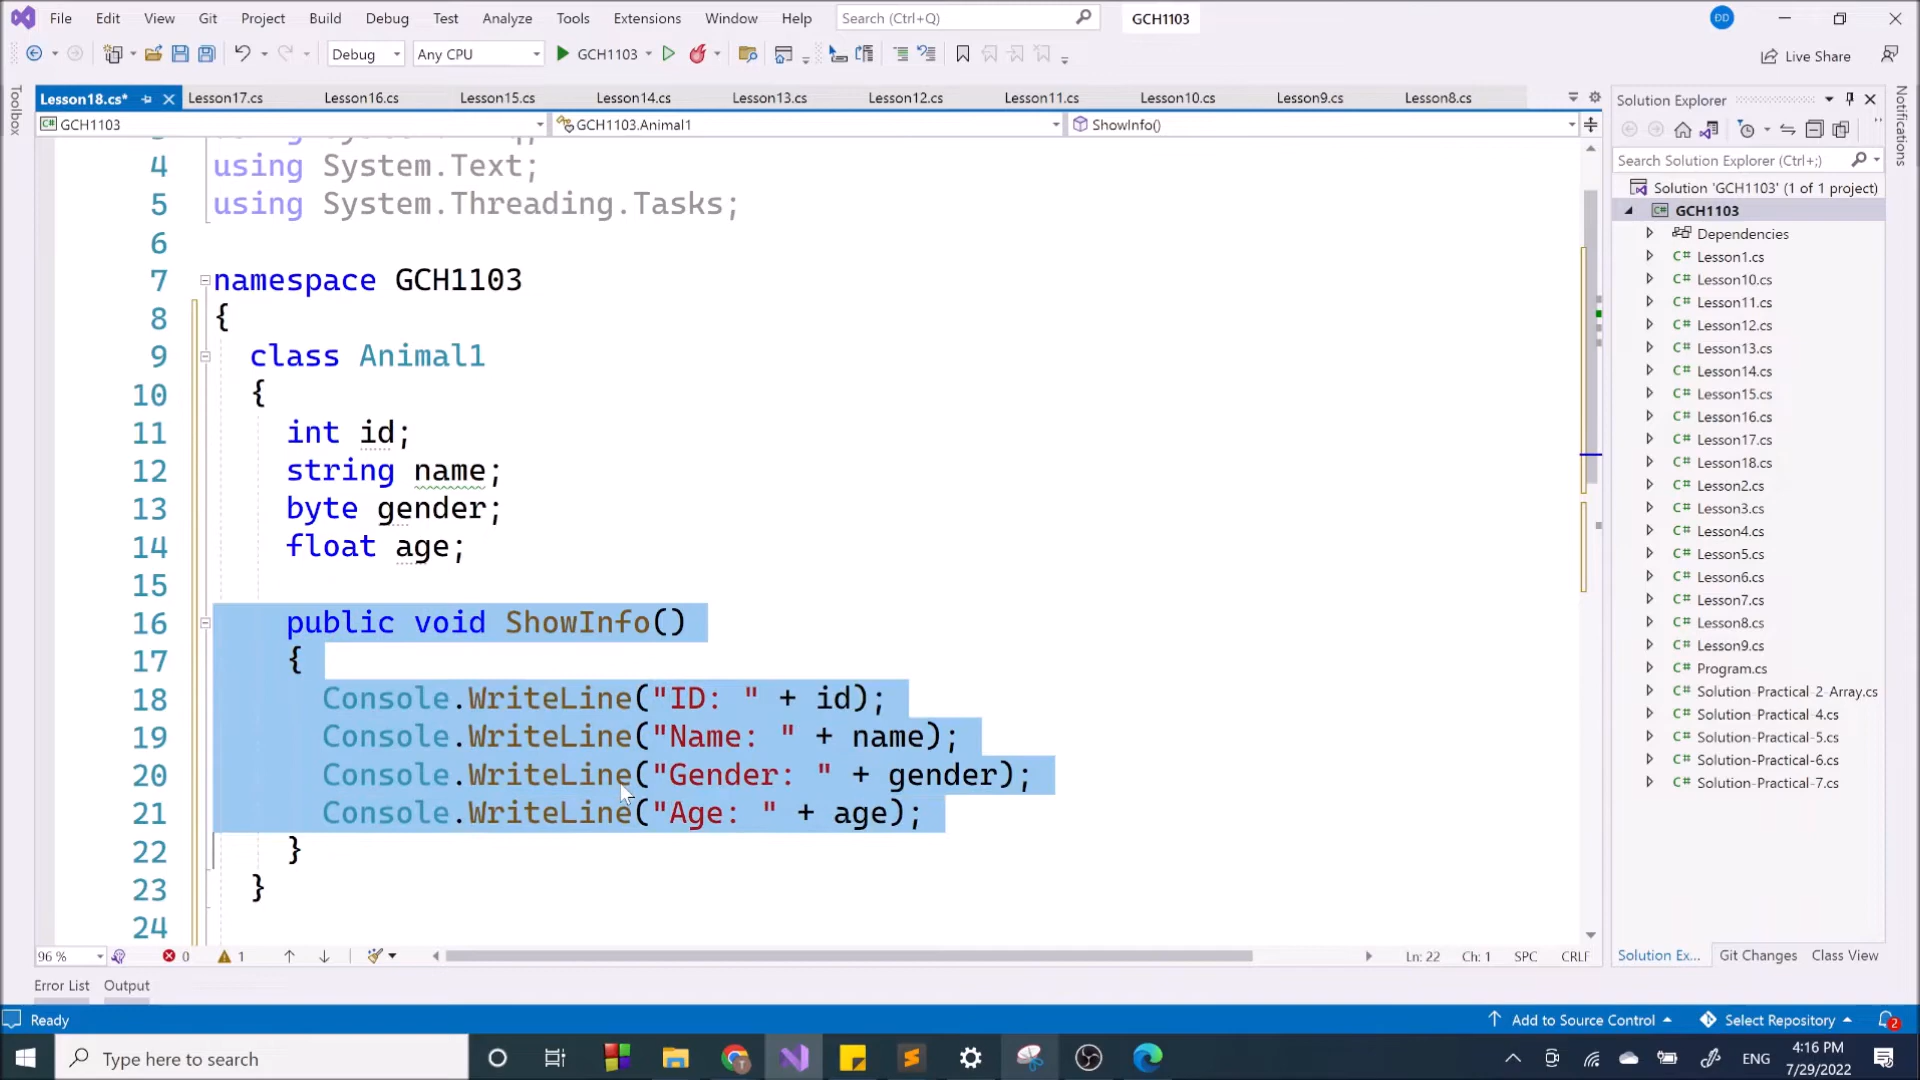 File Edit View Git Project Build Debug Test Analyze Tools Extensions Window Help Search (Ctrl+Q) GCH1103 ĐD
Debug Any CPU GCH1103 Live Share
Lesson18.cs* Lesson17.cs Lesson16.cs Lesson15.cs Lesson14.cs Lesson13.cs Lesson12.cs Lesson11.cs Lesson10.cs Lesson9.cs Lesson8.cs
GCH1103 GCH1103.Animal1 ShowInfo()
Toolbox
4 using System.Text;
5 using System.Threading.Tasks;
6
7 namespace GCH1103
8 {
9 class Animal1
10 {
11 int id;
12 string name;
13 byte gender;
14 float age;
15
16 public void ShowInfo()
17 {
18 Console.WriteLine("ID: " + id);
19 Console.WriteLine("Name: " + name);
20 Console.WriteLine("Gender: " + gender);
21 Console.WriteLine("Age: " + age);
22 }
23 }
24
96 % 0 1 Ln: 22 Ch: 1 SPC CRLF
Error List Output
Solution Explorer
Search Solution Explorer (Ctrl+;)
Solution 'GCH1103' (1 of 1 project)
GCH1103
Dependencies
C# Lesson1.cs
C# Lesson10.cs
C# Lesson11.cs
C# Lesson12.cs
C# Lesson13.cs
C# Lesson14.cs
C# Lesson15.cs
C# Lesson16.cs
C# Lesson17.cs
C# Lesson18.cs
C# Lesson2.cs
C# Lesson3.cs
C# Lesson4.cs
C# Lesson5.cs
C# Lesson6.cs
C# Lesson7.cs
C# Lesson8.cs
C# Lesson9.cs
C# Program.cs
C# Solution-Practical-2-Array.cs
C# Solution-Practical-4.cs
C# Solution-Practical-5.cs
C# Solution-Practical-6.cs
C# Solution-Practical-7.cs
Solution Ex... Git Changes Class View
Notifications
Ready Add to Source Control Select Repository 2
Type here to search ENG 4:16 PM
7/29/2022